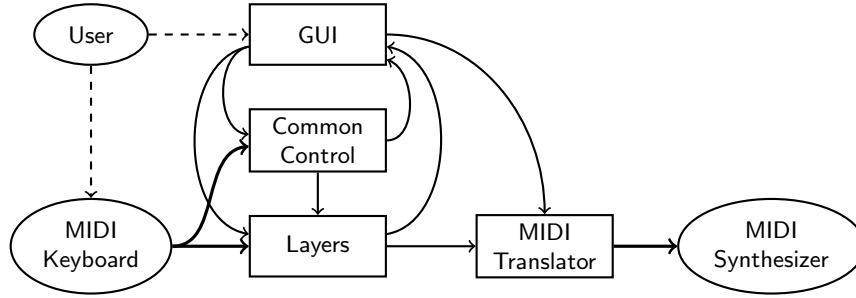 User
GUI
Common
Control
MIDI
Keyboard
Layers
MIDI
Translator
MIDI
Synthesizer